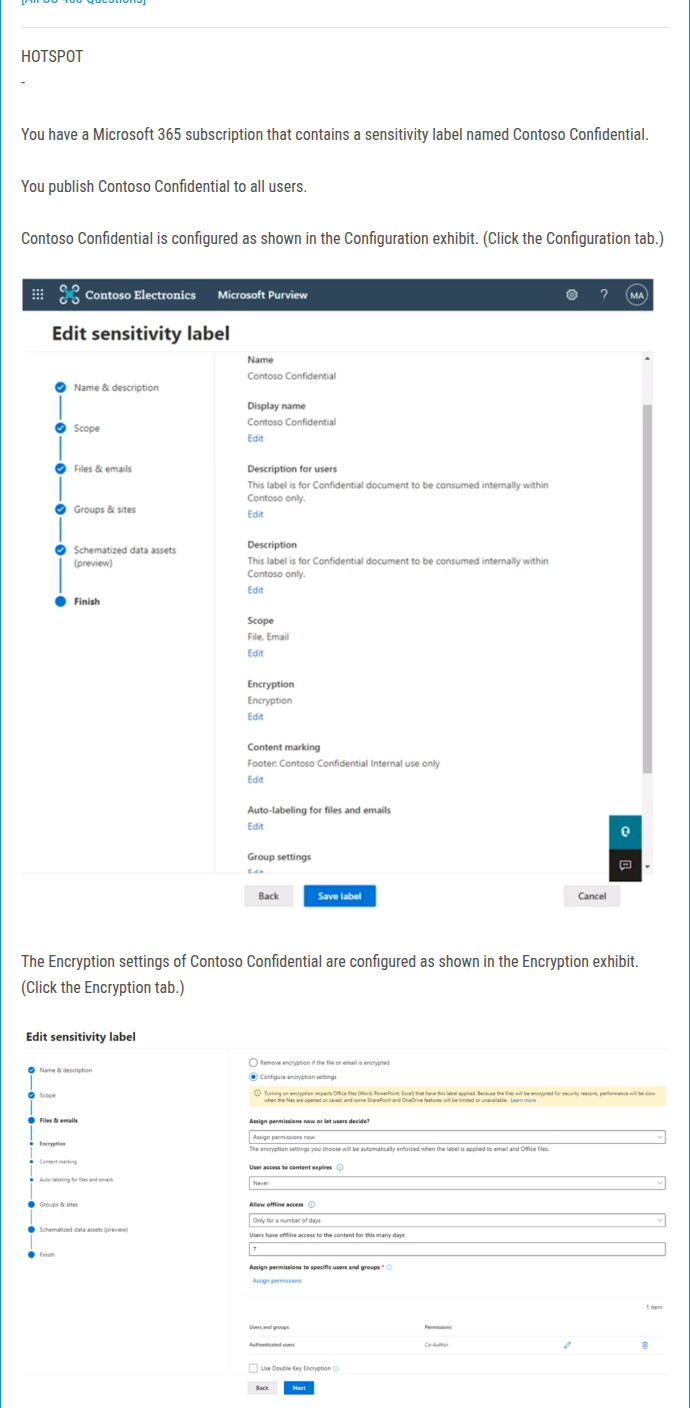 [All SC-400 Questions]
HOTSPOT
-
You have a Microsoft 365 subscription that contains a sensitivity label named Contoso Confidential.
You publish Contoso Confidential to all users.
Contoso Confidential is configured as shown in the Configuration exhibit. (Click the Configuration tab.)
Contoso Electronics Microsoft Purview ? MA
Edit sensitivity label
Name & description
Scope
Files & emails
Groups & sites
Schematized data assets
(preview)
Finish
Name
Contoso Confidential
Display name
Contoso Confidential
Edit
Description for users
This label is for Confidential document to be consumed internally within
Contoso only.
Edit
Description
This label is for Confidential document to be consumed internally within
Contoso only.
Edit
Scope
File, Email
Edit
Encryption
Encryption
Edit
Content marking
Footer: Contoso Confidential Internal use only
Edit
Auto-labeling for files and emails
Edit
Group settings
Edit
Back Save label Cancel
The Encryption settings of Contoso Confidential are configured as shown in the Encryption exhibit.
(Click the Encryption tab.)
Edit sensitivity label
Name & description
Scope
Files & emails
Encryption
Content marking
Auto-labeling for files and emails
Groups & sites
Schematized data assets (preview)
Finish
Remove encryption if the file or email is encrypted
Configure encryption settings
Turning on encryption impacts Office files (Word, PowerPoint, Excel) that have this label applied. Because the files will be encrypted for security reasons, performance will be slow
when the files are opened or saved, and some SharePoint and OneDrive features will be limited or unavailable. Learn more
Assign permissions now or let users decide?
Assign permissions now
The encryption settings you choose will be automatically enforced when the label is applied to email and Office files.
User access to content expires
Never
Allow offline access
Only for a number of days
Users have offline access to the content for this many days
7
Assign permissions to specific users and groups *
Assign permissions
1 item
Users and groups Permissions
Authenticated users Co-Author
Use Double Key Encryption
Back Next